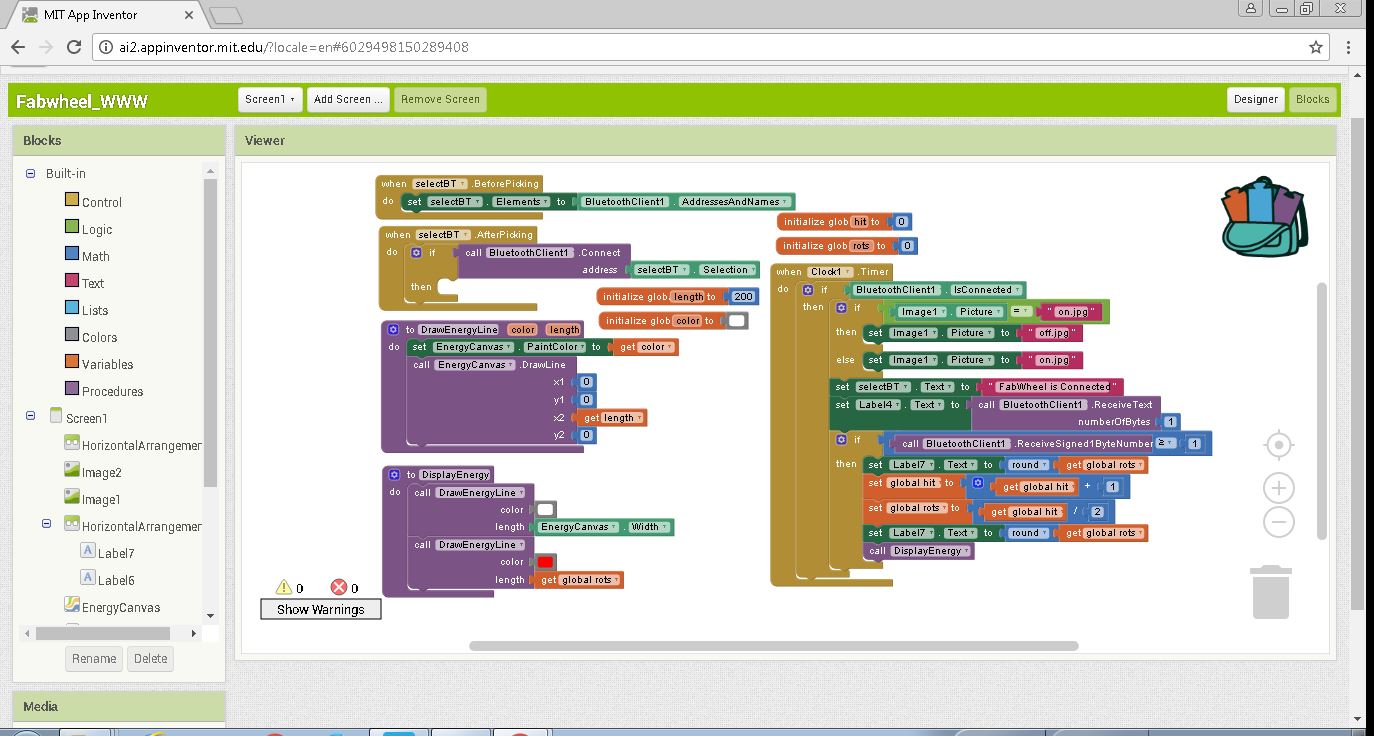 MIT App Inventor
ai2.appinventor.mit.edu/?locale=en#6029498150289408
Fabwheel_WWW
Screen1
Add Screen ...
Remove Screen
Designer
Blocks
Blocks
Built-in
Control
Logic
Math
Text
Lists
Colors
Variables
Procedures
Screen1
HorizontalArrangemer
Image2
Image1
HorizontalArrangemer
Label7
Label6
EnergyCanvas
Rename
Delete
Media
Viewer
when selectBT .BeforePicking
do set selectBT . Elements to BluetoothClient1 . AddressesAndNames
when selectBT .AfterPicking
do if call BluetoothClient1 .Connect
address selectBT . Selection
then
initialize glob length to 200
initialize glob color to
to DrawEnergyLine color length
do set EnergyCanvas . PaintColor to get color
call EnergyCanvas .DrawLine
x1 0
y1 0
x2 get length
y2 0
to DisplayEnergy
do call DrawEnergyLine
color
length EnergyCanvas . Width
call DrawEnergyLine
color
length get global rots
initialize glob hit to 0
initialize glob rots to 0
when Clock1 .Timer
do if BluetoothClient1 . IsConnected
then if Image1 . Picture = " on.jpg "
then set Image1 . Picture to " off.jpg "
else set Image1 . Picture to " on.jpg "
set selectBT . Text to " FabWheel is Connected "
set Label4 . Text to call BluetoothClient1 .ReceiveText
numberOfBytes 1
if call BluetoothClient1 .ReceiveSigned1ByteNumber ≥ 1
then set Label7 . Text to round get global rots
set global hit to get global hit + 1
set global rots to get global hit / 2
set Label7 . Text to round get global rots
call DisplayEnergy
0 0
Show Warnings